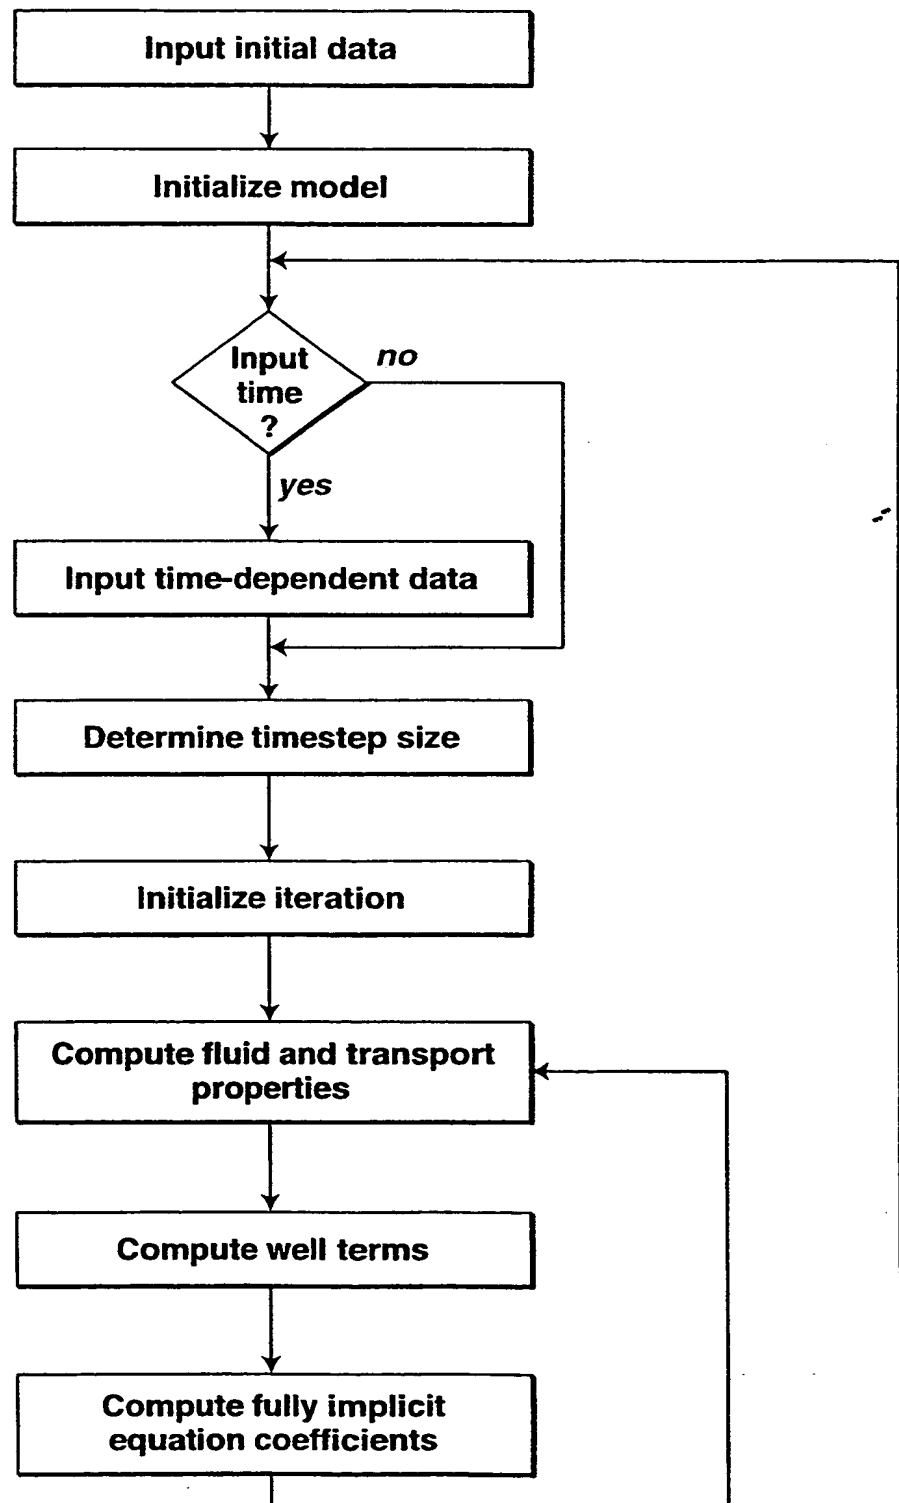 Input initial data
Initialize model
Input
time
?
no
yes
Input time-dependent data
Determine timestep size
Initialize iteration
Compute fluid and transport
properties
Compute well terms
Compute fully implicit
equation coefficients